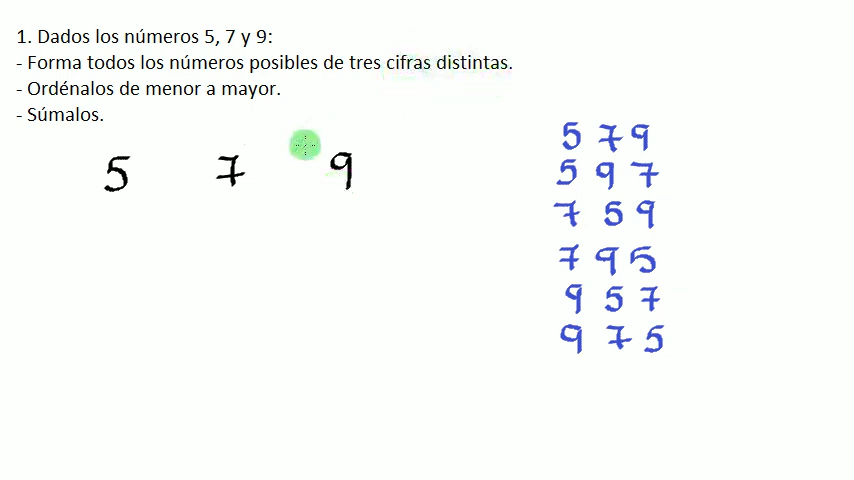 1. Dados los números 5, 7 y 9:
- Forma todos los números posibles de tres cifras distintas.
- Ordénalos de menor a mayor.
- Súmalos.
5 7 9
5 7 9
5 9 7
7 5 9
7 9 5
9 5 7
9 7 5